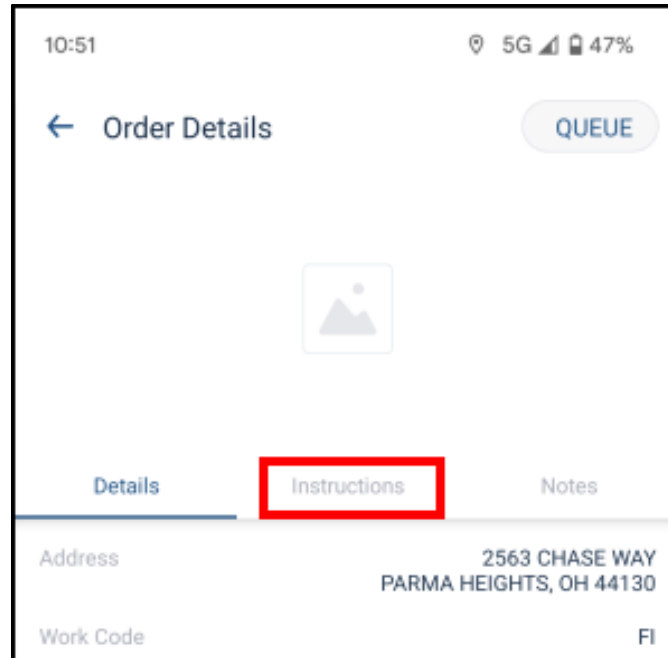 10:51 5G 47%
Order Details QUEUE
Details Instructions Notes
Address 2563 CHASE WAY
PARMA HEIGHTS, OH 44130
Work Code FI